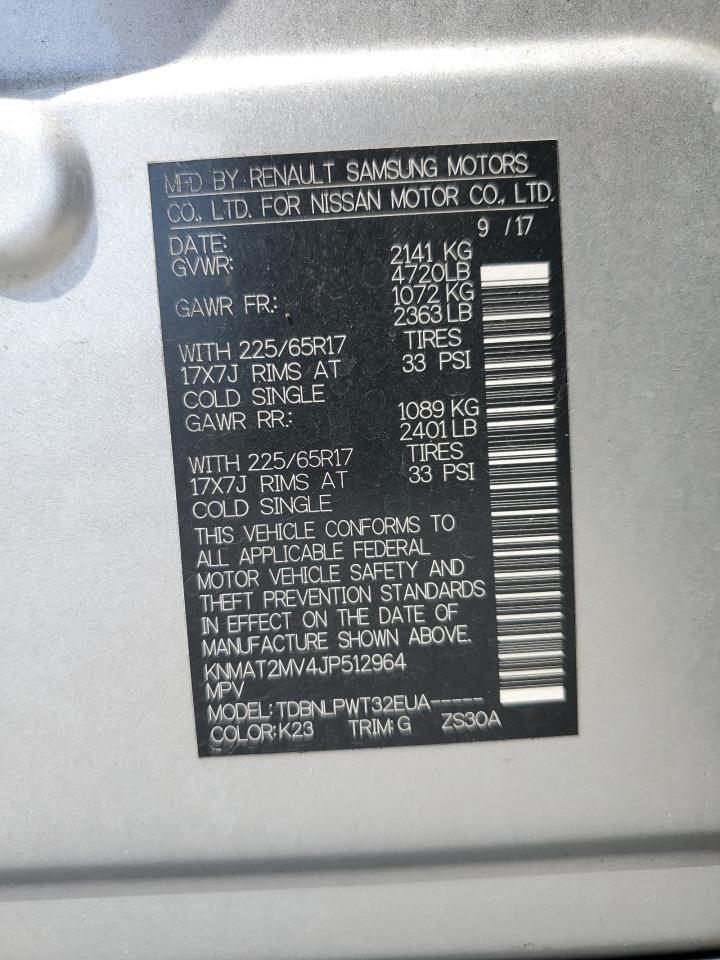 MFD BY RENAULT SAMSUNG MOTORS
CO., LTD. FOR NISSAN MOTOR CO., LTD.
DATE: 9 /17
GVWR: 2141 KG
4720LB
GAWR FR: 1072 KG
2363 LB
WITH 225/65R17 TIRES
17X7J RIMS AT 33 PSI
COLD SINGLE
GAWR RR: 1089 KG
2401LB
WITH 225/65R17 TIRES
17X7J RIMS AT 33 PSI
COLD SINGLE
THIS VEHICLE CONFORMS TO
ALL APPLICABLE FEDERAL
MOTOR VEHICLE SAFETY AND
THEFT PREVENTION STANDARDS
IN EFFECT ON THE DATE OF
MANUFACTURE SHOWN ABOVE.
KNMAT2MV4JP512964
MPV
MODEL: TDBNLPWT32EUA-----
COLOR: K23 TRIM: G ZS30A